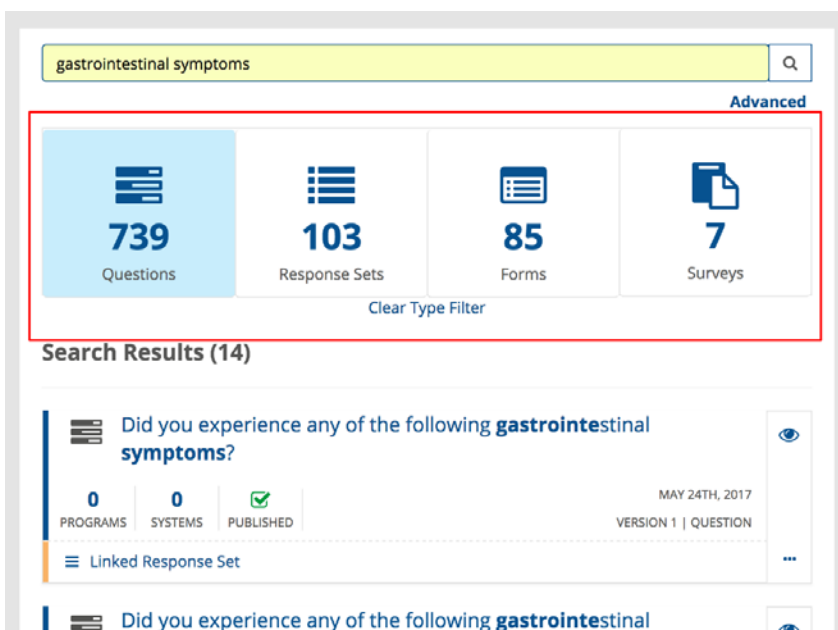 gastrointestinal symptoms
Advanced
739 103 85 7
Questions Response Sets Forms Surveys
Clear Type Filter
Search Results (14)
Did you experience any of the following gastrointestinal
symptoms?
0 0
PROGRAMS SYSTEMS PUBLISHED
MAY 24TH, 2017
VERSION 1 | QUESTION
Linked Response Set
Did you experience any of the following gastrointestinal